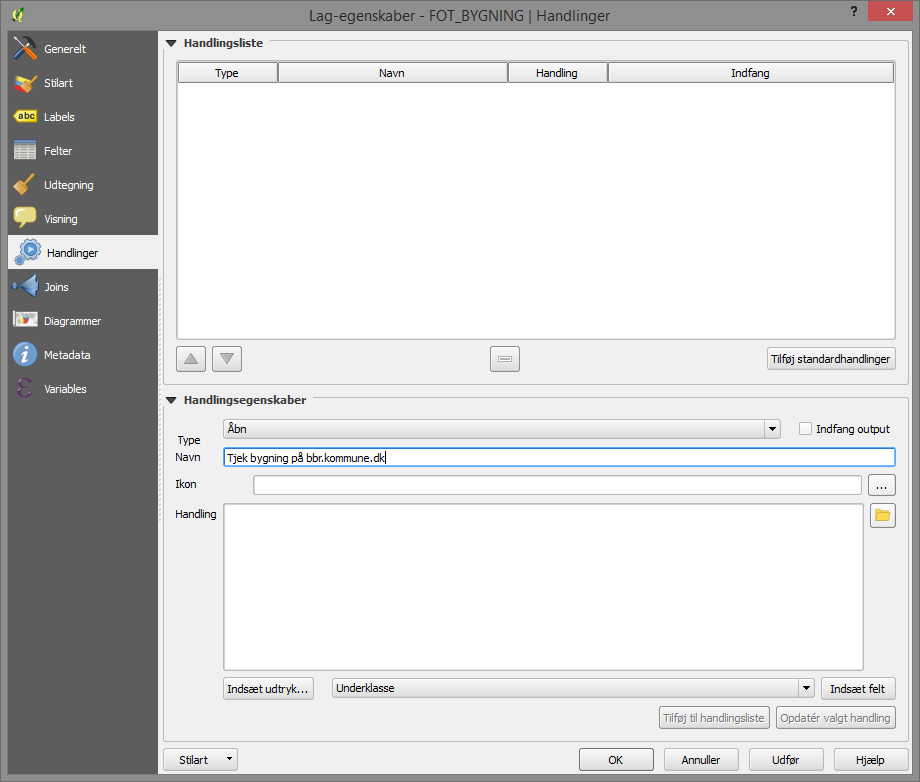 Lag-egenskaber - FOT_BYGNING | Handlinger
?
Generelt
Stilart
abc Labels
Felter
Udtegning
Visning
Handlinger
Joins
Diagrammer
Metadata
Variables
Handlingsliste
Type Navn Handling Indfang
Tilføj standardhandlinger
Handlingsegenskaber
Type Åbn Indfang output
Navn Tjek bygning på bbr.kommune.dk
Ikon ...
Handling
Indsæt udtryk... Underklasse Indsæt felt
Tilføj til handlingsliste Opdatér valgt handling
Stilart OK Annuller Udfør Hjælp